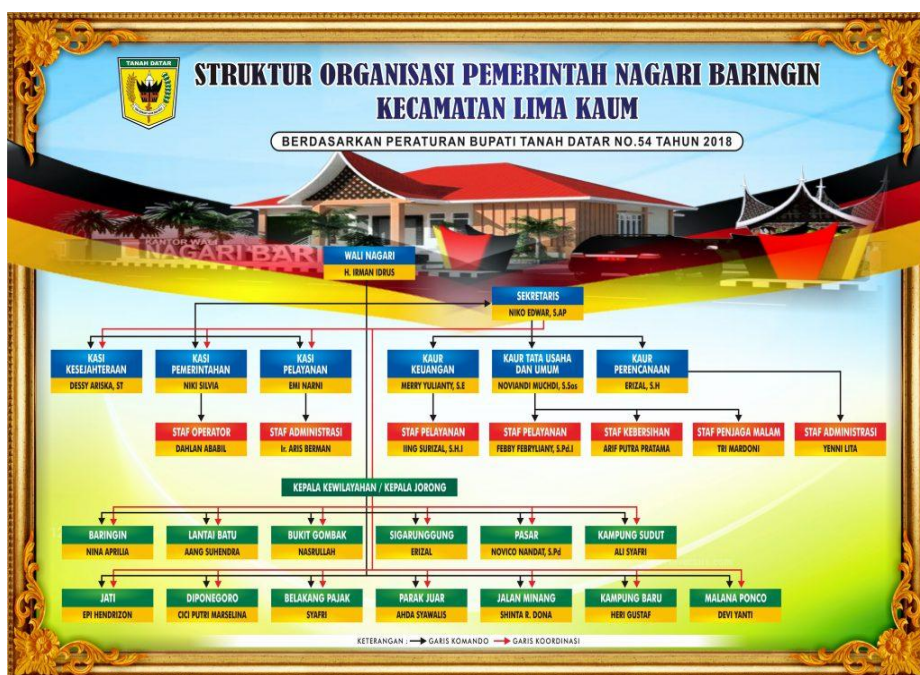 TANAH DATAR
STRUKTUR ORGANISASI PEMERINTAH NAGARI BARINGIN
KECAMATAN LIMA KAUM
BERDASARKAN PERATURAN BUPATI TANAH DATAR NO.54 TAHUN 2018
KANTOR WALI
NAGARI BARI
WALI NAGARI
H. IRMAN IDRUS
SEKRETARIS
NIKO EDWAR, S.AP
KASI
KESEJAHTERAAN
DESSY ARISKA, ST
KASI
PEMERINTAHAN
NIKI SILVIA
KASI
PELAYANAN
EMI NARNI
KAUR
KEUANGAN
MERRY YULIANTY, S.E
KAUR TATA USAHA
DAN UMUM
NOVIANDI MUCHDI, S.Sos
KAUR
PERENCANAAN
ERIZAL, S.H
STAF OPERATOR
DAHLAN ABABIL
STAF ADMINISTRASI
Ir. ARIS BERMAN
STAF PELAYANAN
IING SURIZAL, S.H.I
STAF PELAYANAN
FEBBY FEBRYLIANY, S.Pd.I
STAF KEBERSIHAN
ARIF PUTRA PRATAMA
STAF PENJAGA MALAM
TRI MARDONI
STAF ADMINISTRASI
YENNI LITA
KEPALA KEWILAYAHAN / KEPALA JORONG
BARINGIN
NINA APRILIA
LANTAI BATU
AANG SUHENDRA
BUKIT GOMBAK
NASRULLAH
SIGARUNGGUNG
ERIZAL
PASAR
NOVICO NANDAT, S.Pd
KAMPUNG SUDUT
ALI SYAFRI
JATI
EPI HENDRIZON
DIPONEGORO
CICI PUTRI MARSELINA
BELAKANG PAJAK
SYAFRI
PARAK JUAR
AHDA SYAWALIS
JALAN MINANG
SHINTA R. DONA
KAMPUNG BARU
HERI GUSTAF
MALANA PONCO
DEVI YANTI
KETERANGAN : GARIS KOMANDO GARIS KOORDINASI